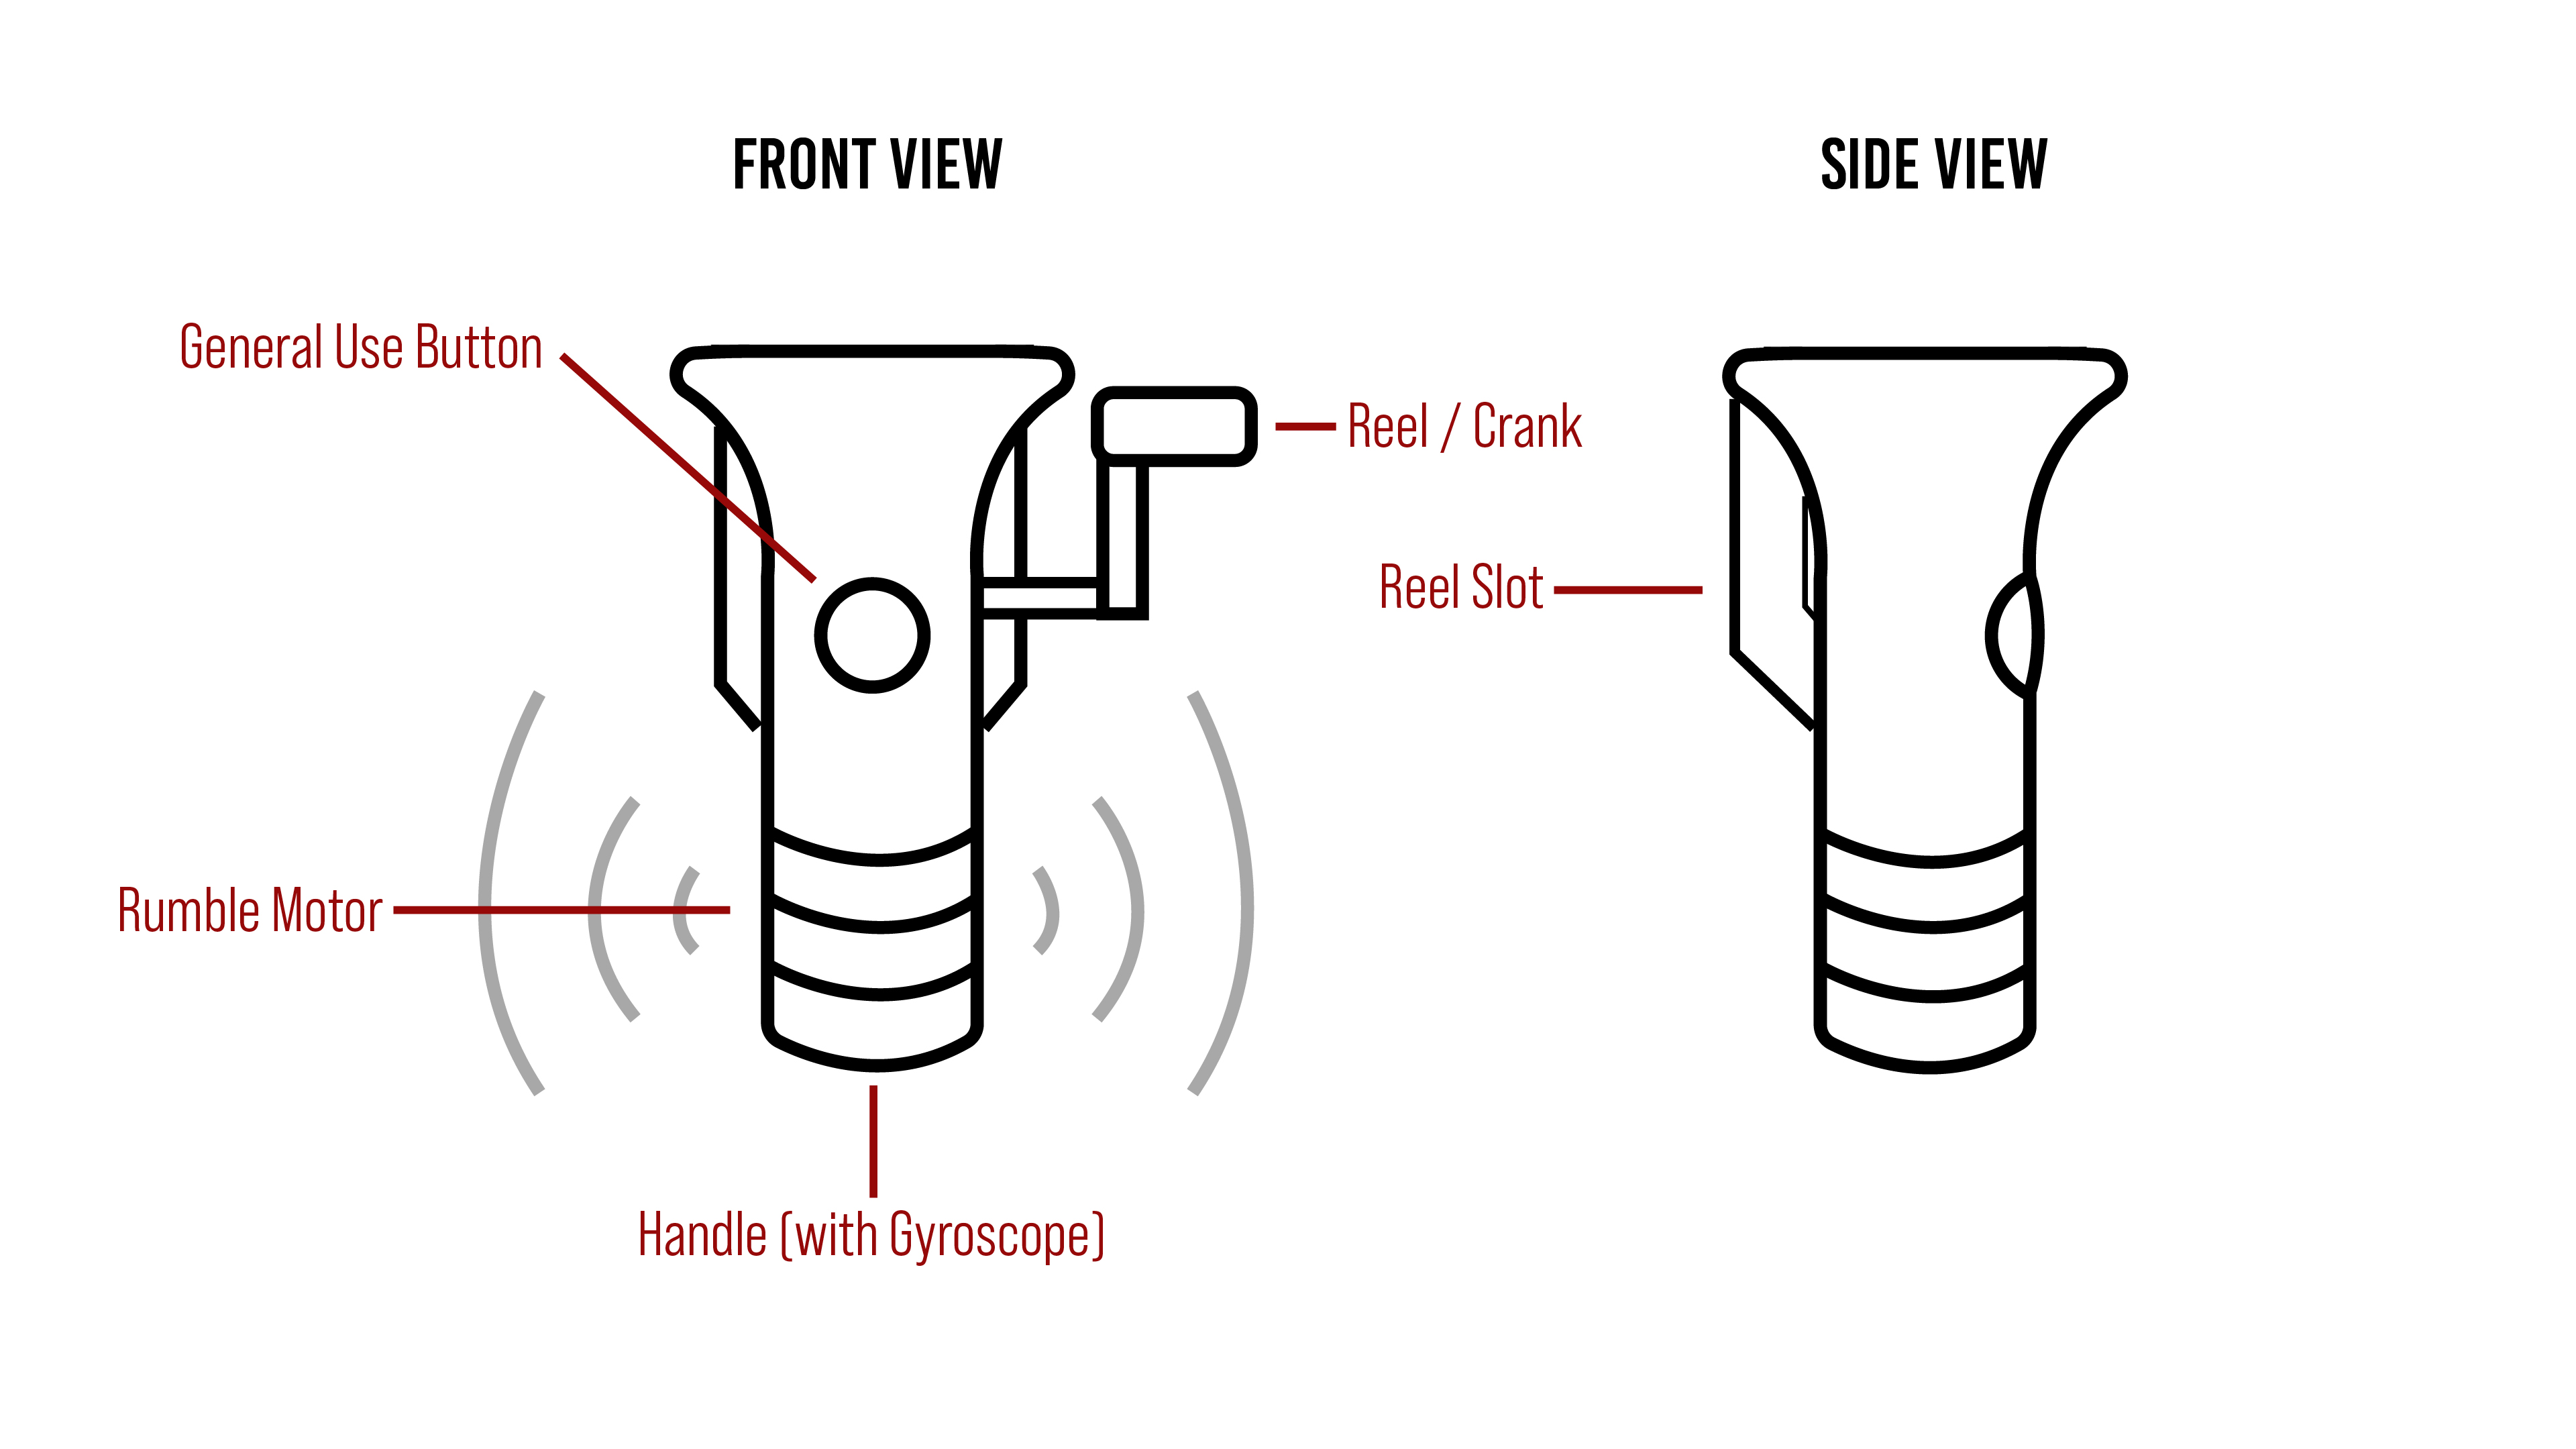 FRONT VIEW
SIDE VIEW
General Use Button
Reel / Crank
Reel Slot
Rumble Motor
Handle (with Gyroscope)